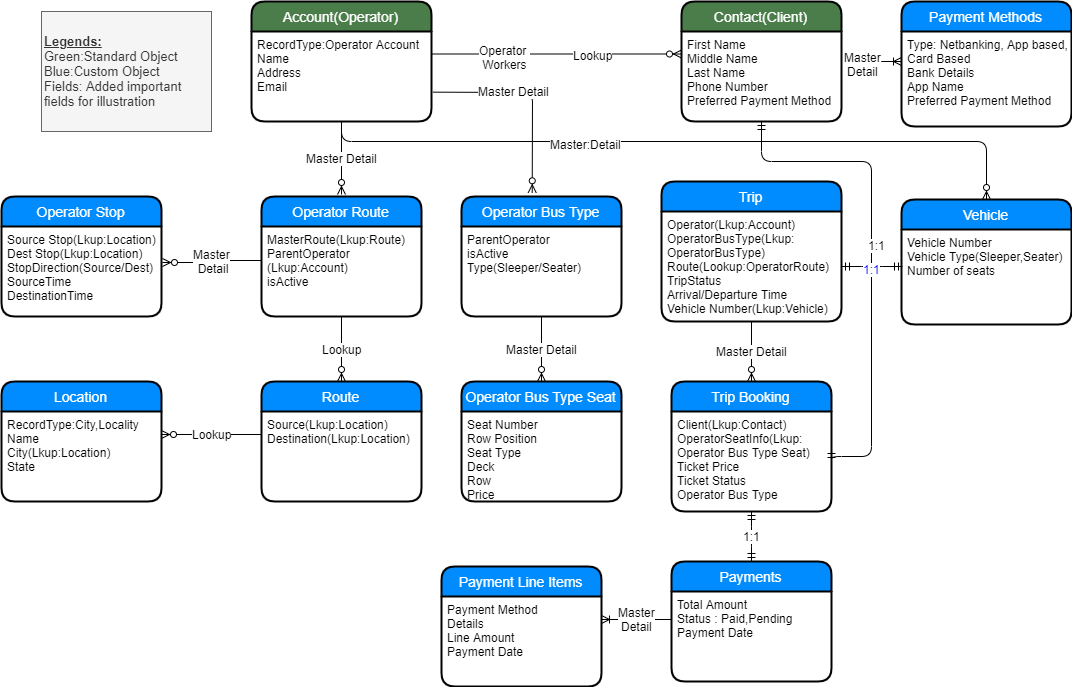 Legends:
Green:Standard Object
Blue:Custom Object
Fields: Added important
fields for illustration
Account(Operator)
RecordType:Operator Account
Name
Address
Email
Operator
Workers
Lookup
Contact(Client)
First Name
Middle Name
Last Name
Phone Number
Preferred Payment Method
Master
Detail
Payment Methods
Type: Netbanking, App based,
Card Based
Bank Details
App Name
Preferred Payment Method
Master Detail
Master Detail
Master:Detail
Operator Stop
Source Stop(Lkup:Location)
Dest Stop(Lkup:Location)
StopDirection(Source/Dest)
SourceTime
DestinationTime
Master
Detail
Operator Route
MasterRoute(Lkup:Route)
ParentOperator
(Lkup:Account)
isActive
Operator Bus Type
ParentOperator
isActive
Type(Sleeper/Seater)
Trip
Operator(Lkup:Account)
OperatorBusType(Lkup:
OperatorBusType)
Route(Lookup:OperatorRoute)
TripStatus
Arrival/Departure Time
Vehicle Number(Lkup:Vehicle)
1:1
1:1
Vehicle
Vehicle Number
Vehicle Type(Sleeper,Seater)
Number of seats
Lookup
Master Detail
Master Detail
Location
RecordType:City,Locality
Name
City(Lkup:Location)
State
Lookup
Route
Source(Lkup:Location)
Destination(Lkup:Location)
Operator Bus Type Seat
Seat Number
Row Position
Seat Type
Deck
Row
Price
Trip Booking
Client(Lkup:Contact)
OperatorSeatInfo(Lkup:
Operator Bus Type Seat)
Ticket Price
Ticket Status
Operator Bus Type
1:1
Payment Line Items
Payment Method
Details
Line Amount
Payment Date
Master
Detail
Payments
Total Amount
Status : Paid,Pending
Payment Date